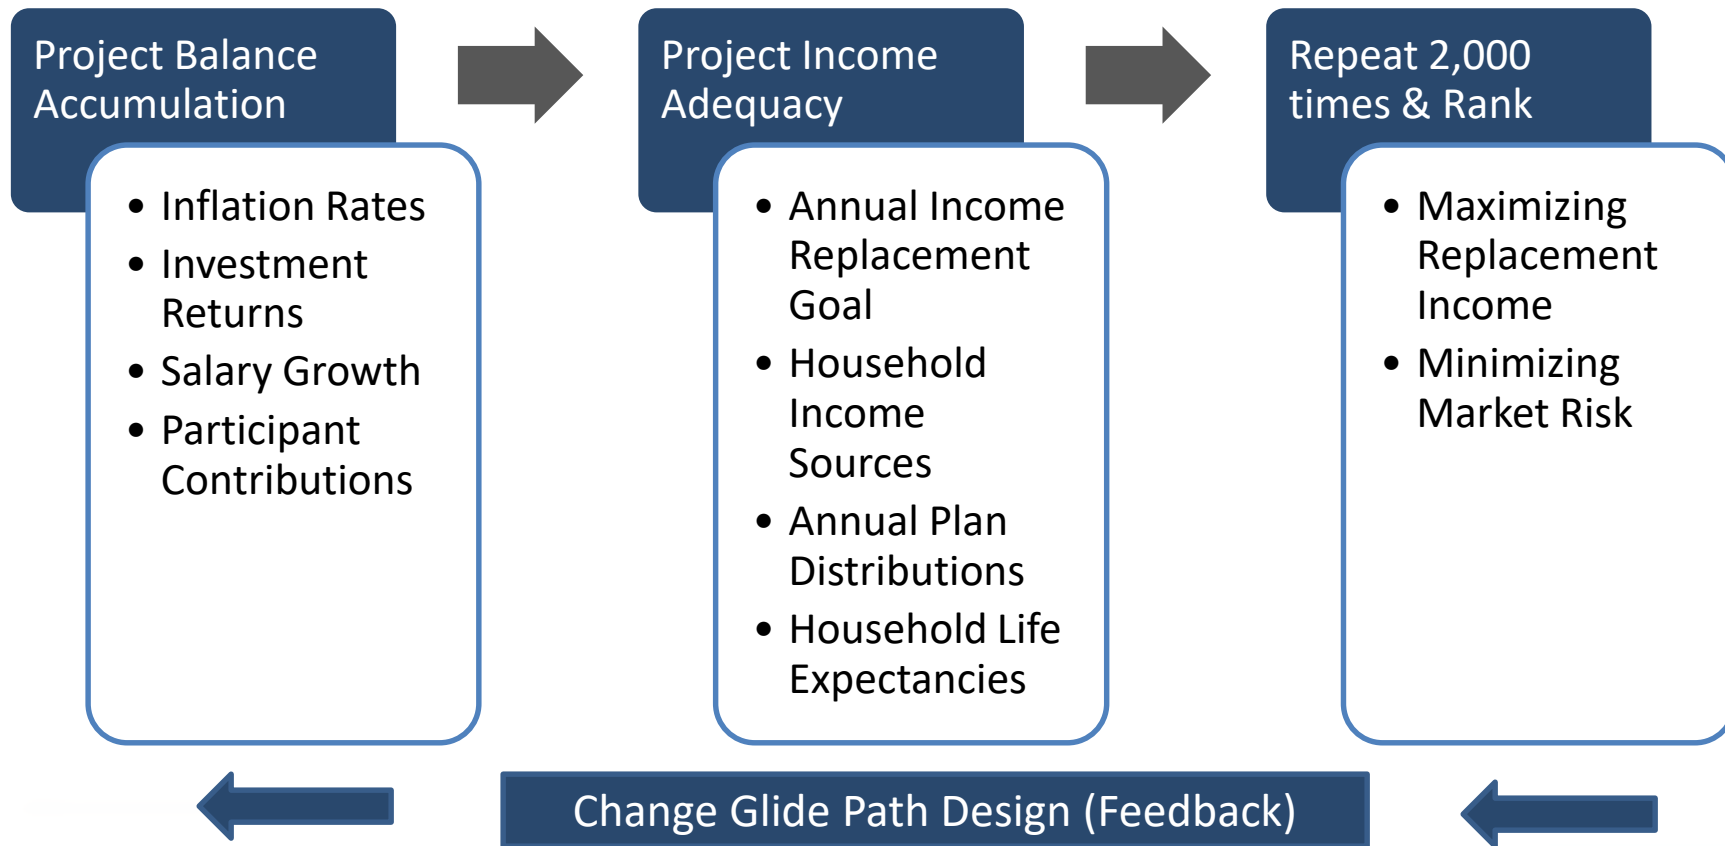 Project Balance
Accumulation
• Inflation Rates
• Investment
Returns
• Salary Growth
• Participant
Contributions
Project Income
Adequacy
• Annual Income
Replacement
Goal
• Household
Income
Sources
• Annual Plan
Distributions
• Household Life
Expectancies
Repeat 2,000
times & Rank
• Maximizing
Replacement
Income
• Minimizing
Market Risk
Change Glide Path Design (Feedback)